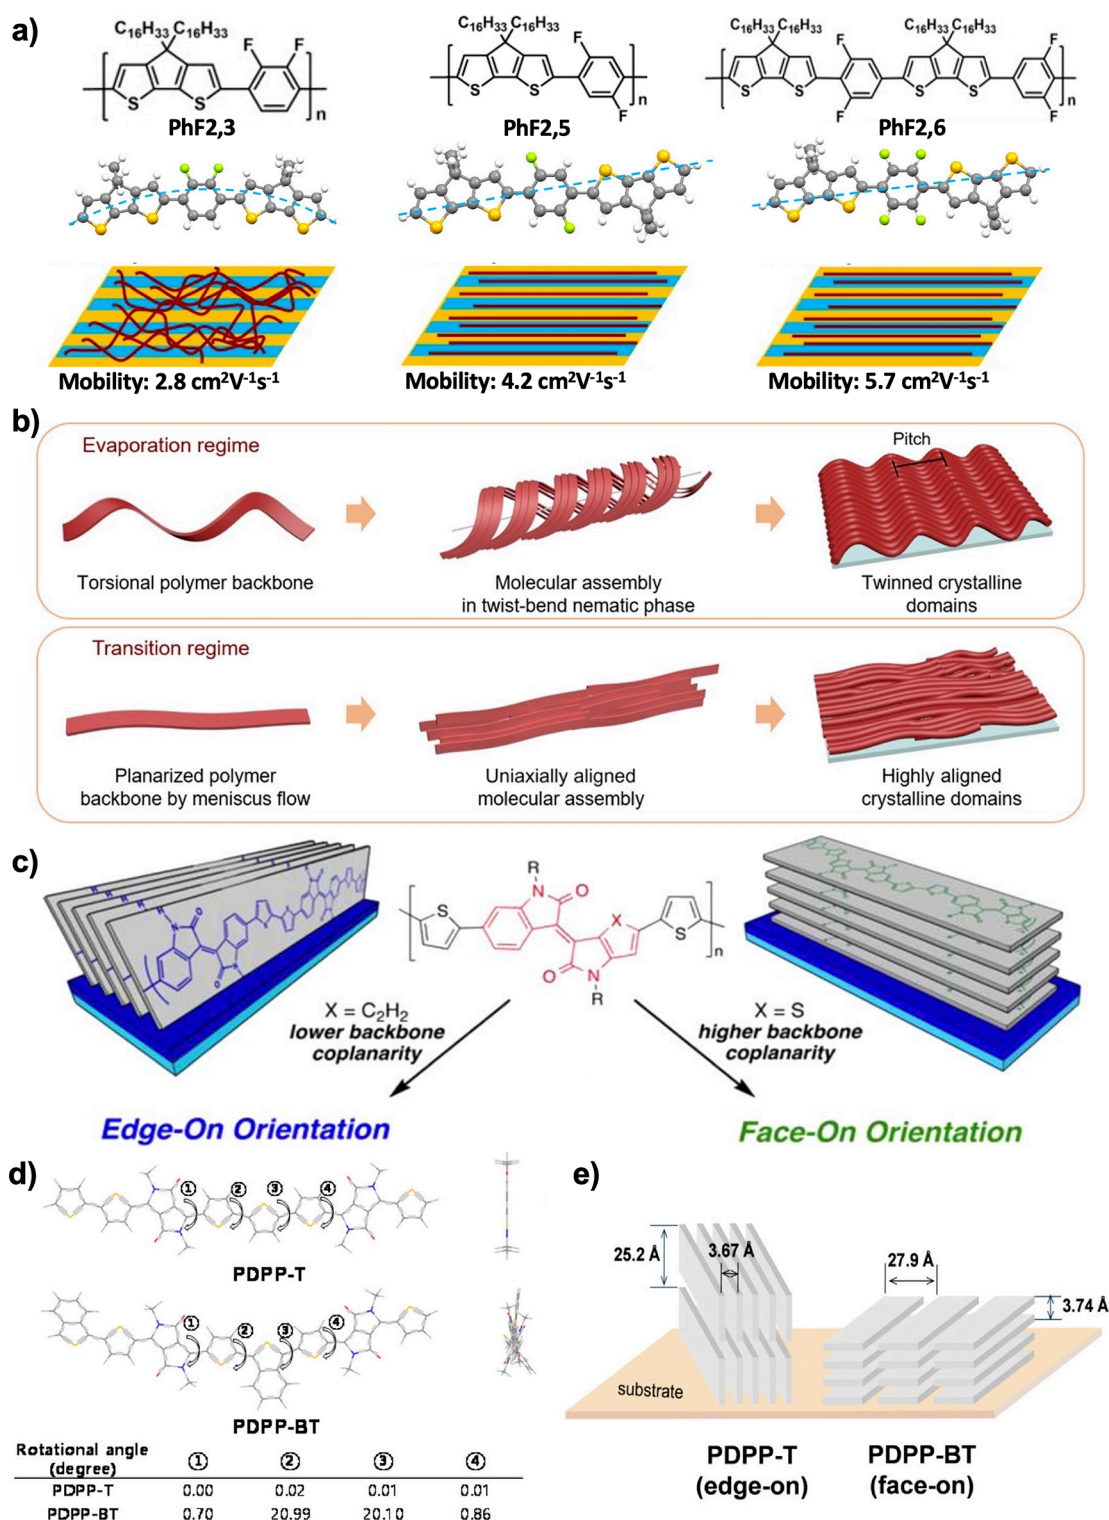 a)
C₁₆H₃₃ C₁₆H₃₃
F
F
S
S
n
PhF2,3
C₁₆H₃₃ C₁₆H₃₃
F
S
S
F
n
PhF2,5
C₁₆H₃₃ C₁₆H₃₃
F
C₁₆H₃₃ C₁₆H₃₃
F
S
S
F
S
S
F
n
PhF2,6
Mobility: 2.8 cm²V⁻¹s⁻¹
Mobility: 4.2 cm²V⁻¹s⁻¹
Mobility: 5.7 cm²V⁻¹s⁻¹
b)
Evaporation regime
Pitch
Torsional polymer backbone
Molecular assembly
in twist-bend nematic phase
Twinned crystalline
domains
Transition regime
Planarized polymer
backbone by meniscus flow
Uniaxially aligned
molecular assembly
Highly aligned
crystalline domains
c)
R
N
O
S
X
S
n
O
N
R
X = C₂H₂
lower backbone
coplanarity
X = S
higher backbone
coplanarity
Edge-On Orientation
Face-On Orientation
d)
① ② ③ ④
PDPP-T
① ② ③ ④
PDPP-BT
Rotational angle
(degree) ① ② ③ ④
PDPP-T 0.00 0.02 0.01 0.01
PDPP-BT 0.70 20.99 20.10 0.86
e)
25.2 Å
3.67 Å
27.9 Å
3.74 Å
substrate
PDPP-T
(edge-on)
PDPP-BT
(face-on)